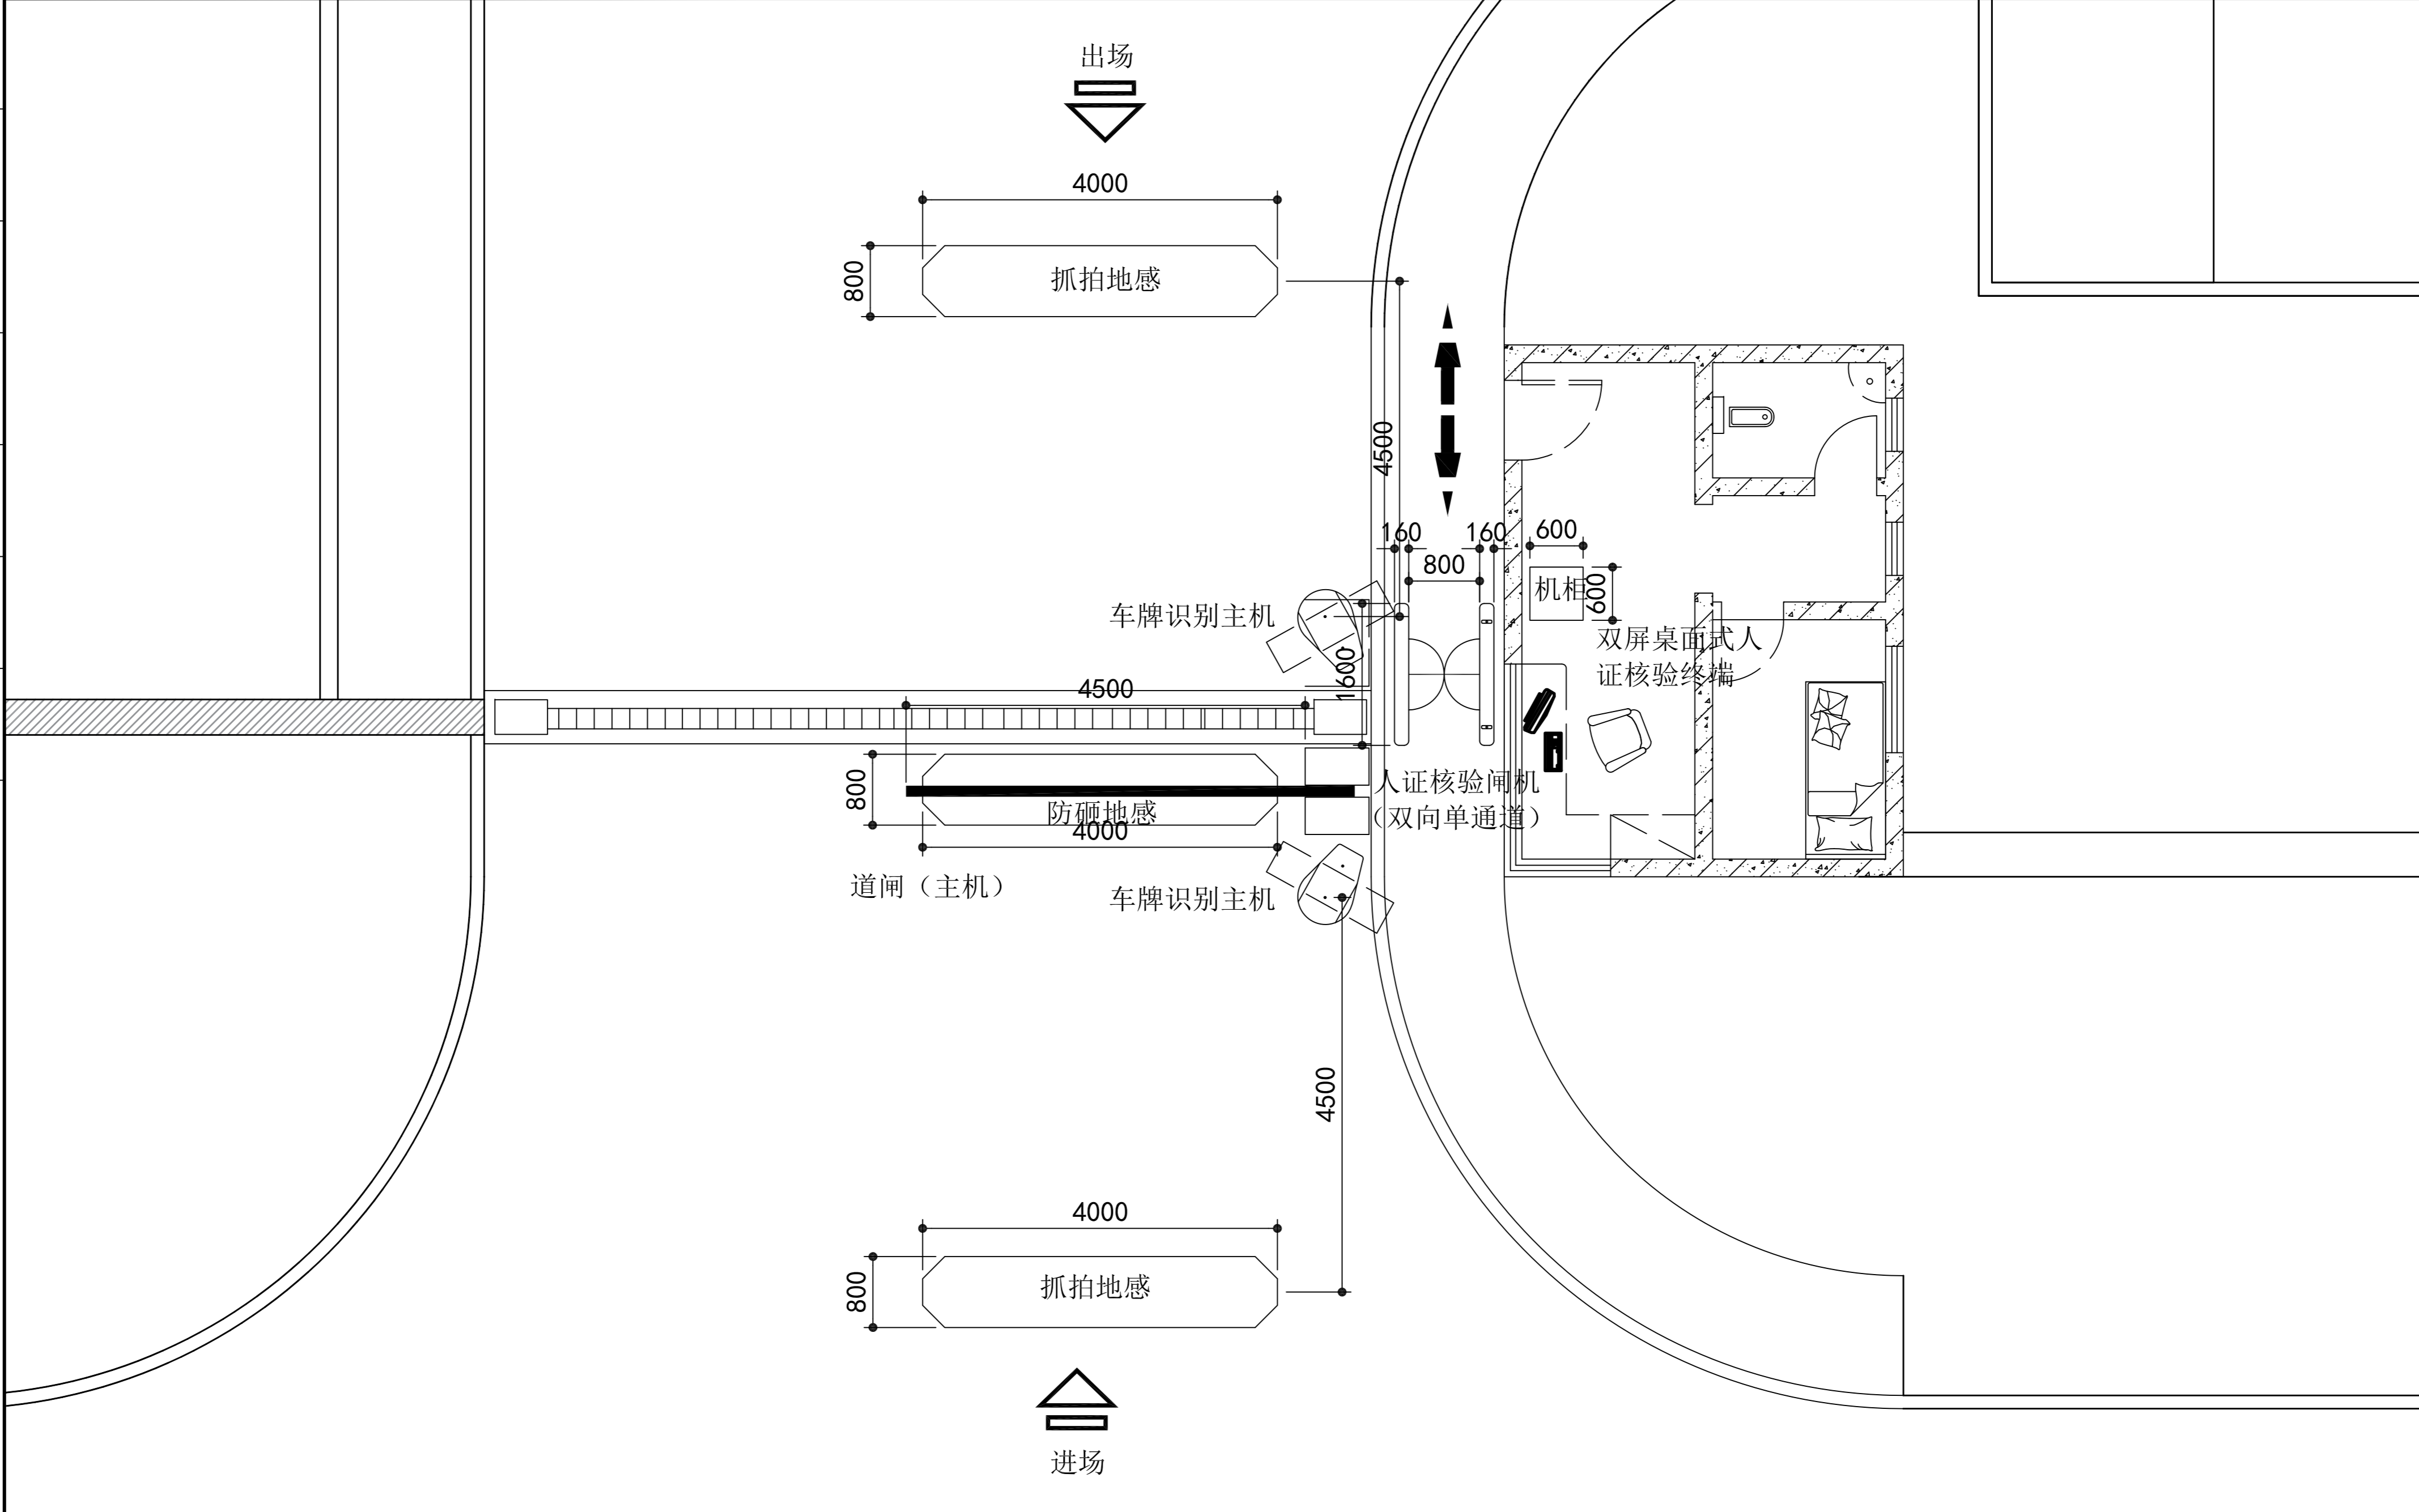 出场
4000
800
抓拍地感
4500
160
160
600
800
机柜
600
车牌识别主机
双屏桌面式人
证核验终端
1600
4500
800
防砸地感
4000
人证核验闸机
（双向单通道）
道闸（主机）
车牌识别主机
4500
4000
800
抓拍地感
进场